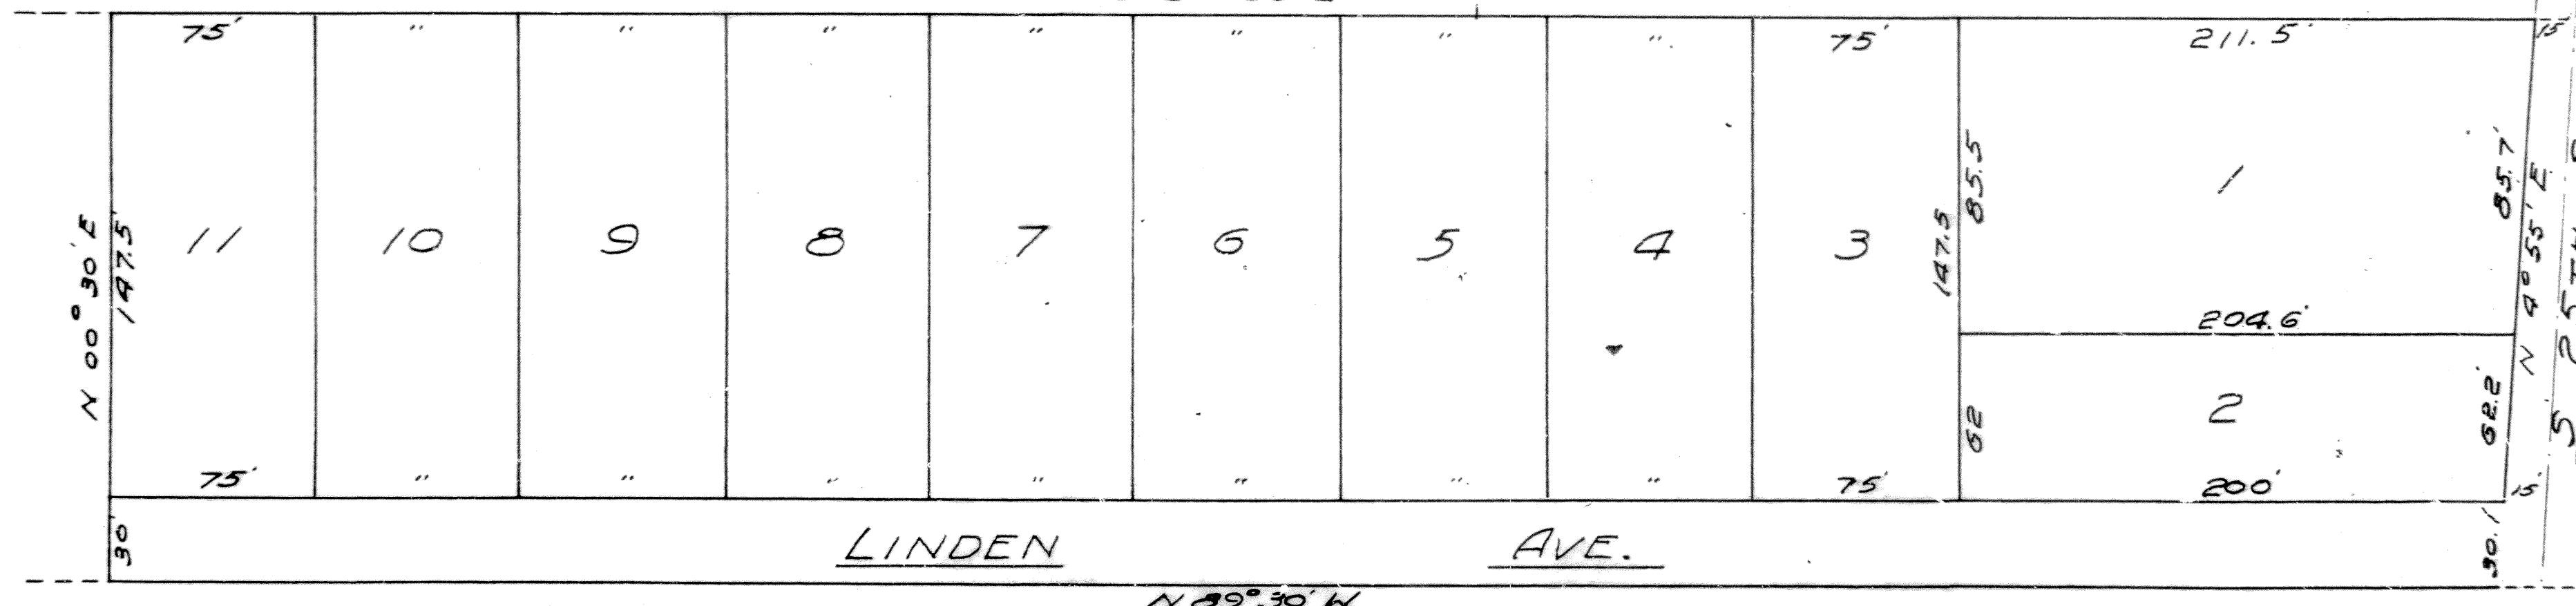 75' " " " " " " " 75' 211.5' 15'
N 00° 30' E
147.5'
11 10 9 8 7 6 5 4 3
147.5
85.5
1
85.7'
N 4° 55' E
204.6'
62
2
62.2'
75' " " " " " " " 75' 200' 15'
30'
LINDEN AVE.
30.1
N 89° 30' W